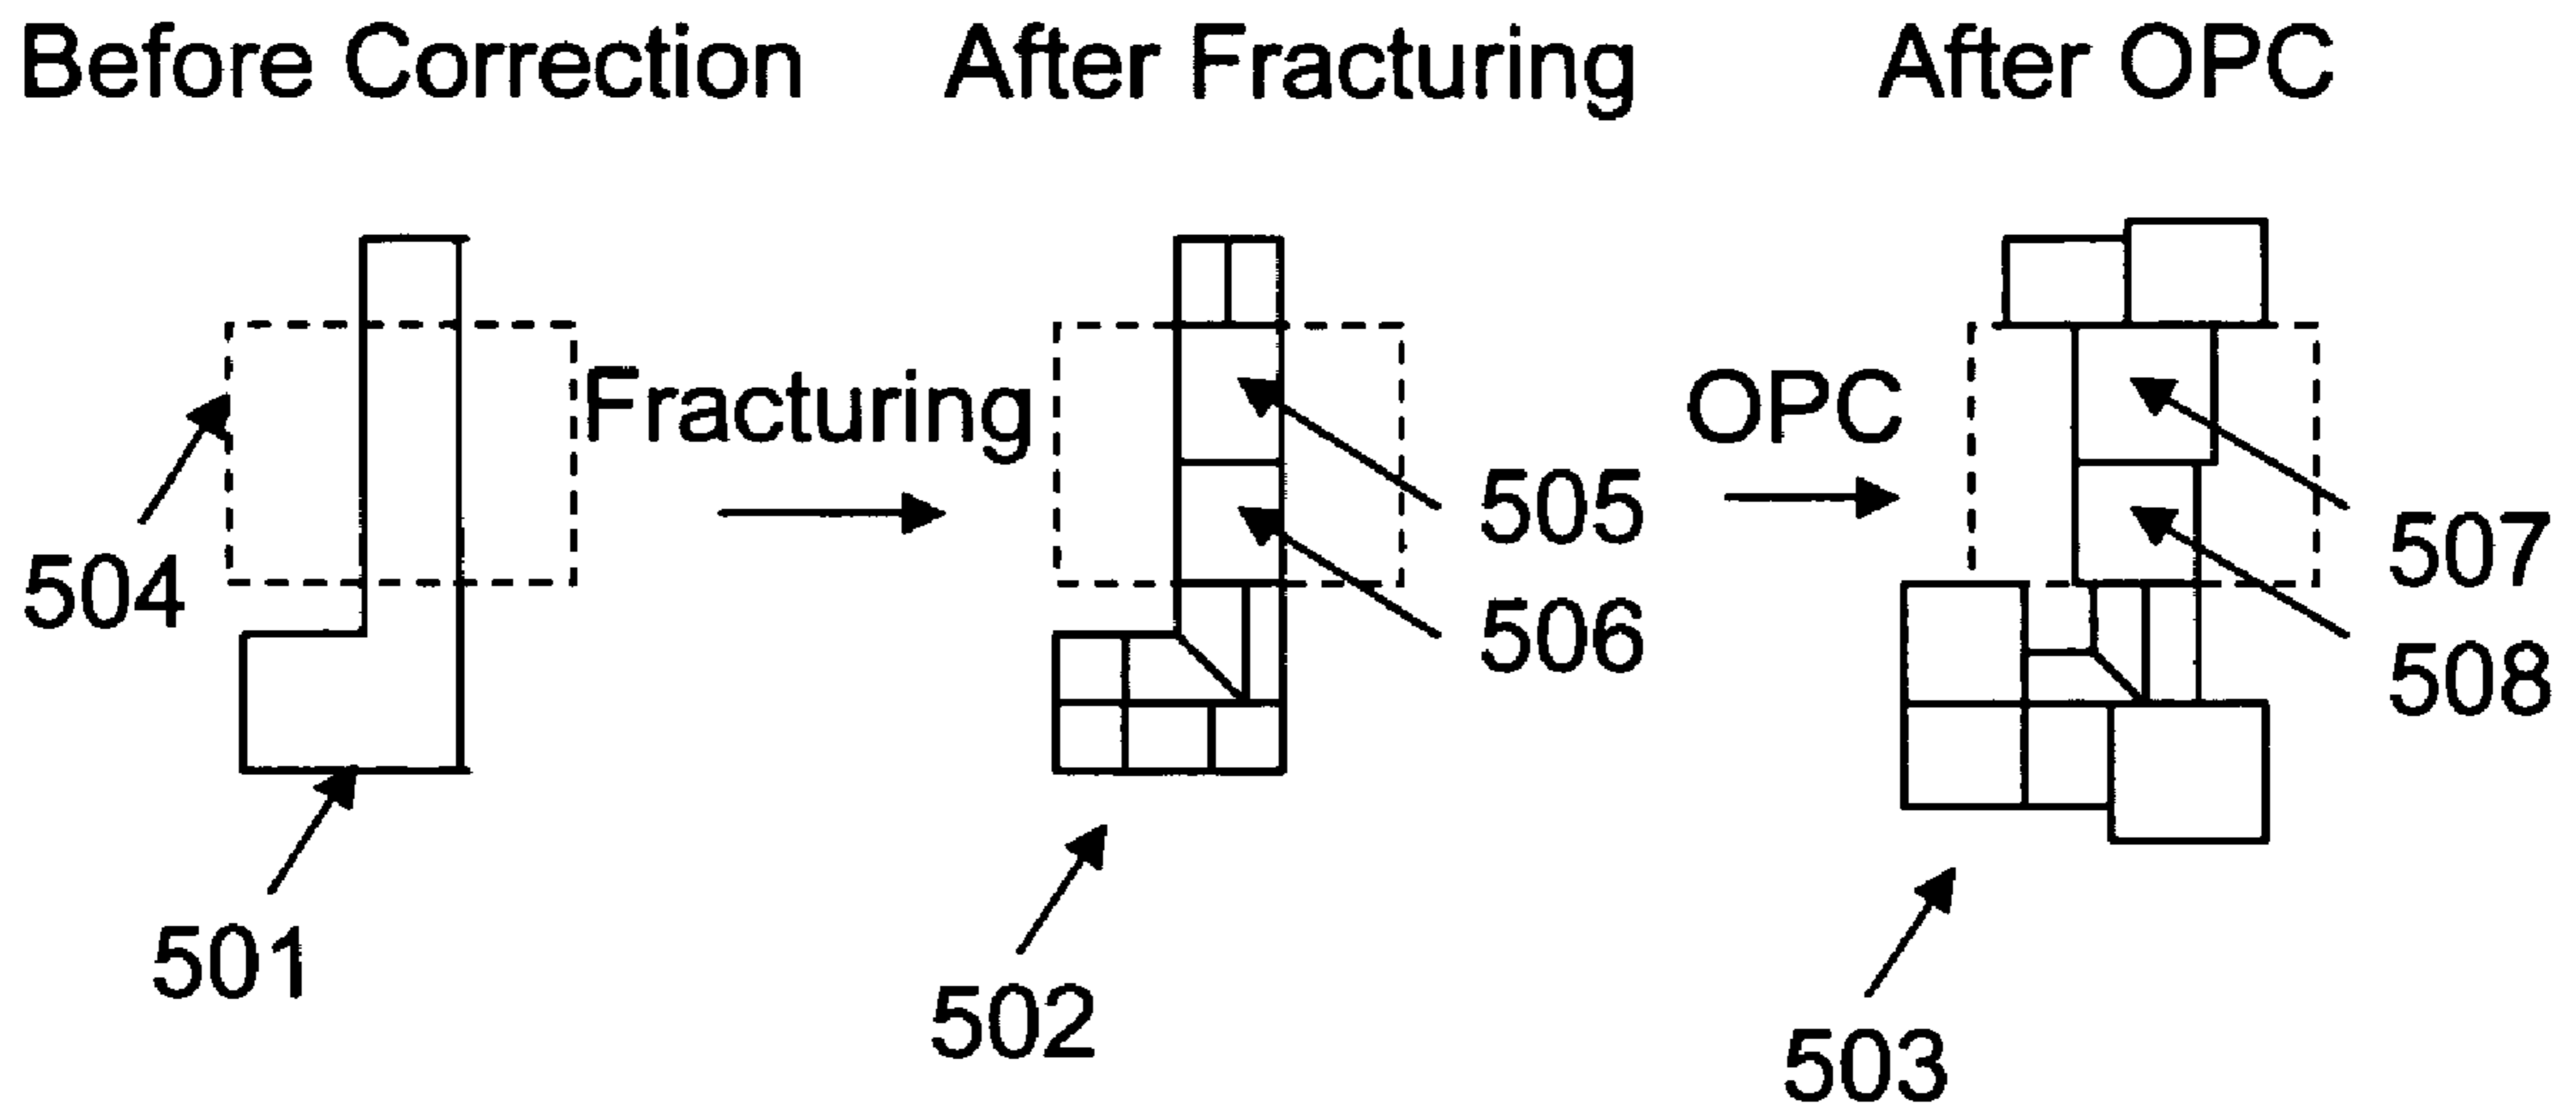 Before Correction
After Fracturing
After OPC
Fracturing
OPC
505
506
507
508
504
501
502
503